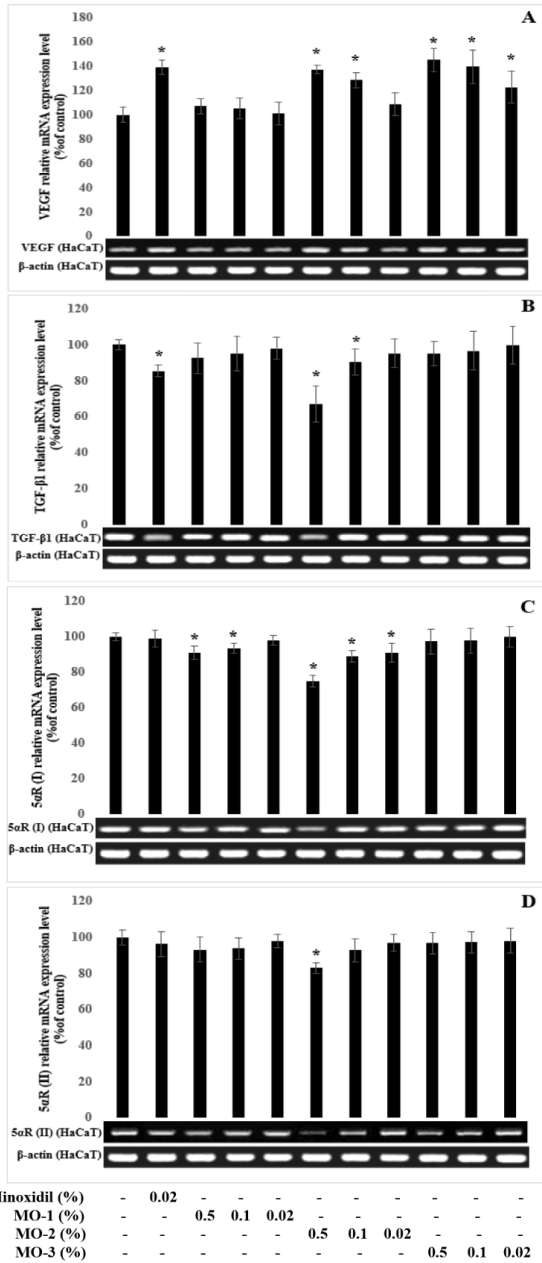 A
VEGF relative mRNA expression level
(%of control)
180
160
140
120
100
80
60
40
20
0
* * * * * *
VEGF (HaCaT)
β-actin (HaCaT)
B
TGF-β1 relative mRNA expression level
(%of control)
120
100
80
60
40
20
0
* * *
TGF-β1 (HaCaT)
β-actin (HaCaT)
C
5αR (I) relative mRNA expression level
(%of control)
120
100
80
60
40
20
0
* * * * *
5αR (I) (HaCaT)
β-actin (HaCaT)
D
5αR (II) relative mRNA expression level
(%of control)
120
100
80
60
40
20
0
*
5αR (II) (HaCaT)
β-actin (HaCaT)
inoxidil (%) - 0.02 - - - - - - - - -
MO-1 (%) - - 0.5 0.1 0.02 - - - - - -
MO-2 (%) - - - - - 0.5 0.1 0.02 - - -
MO-3 (%) - - - - - - - - 0.5 0.1 0.02